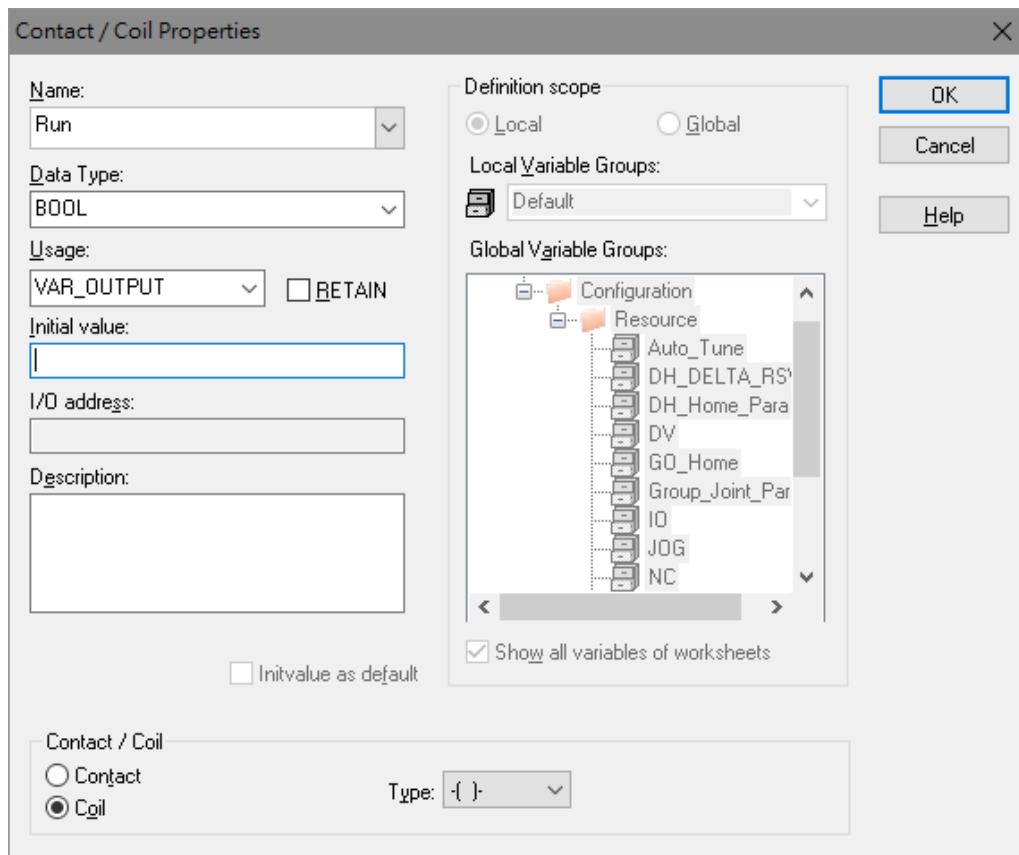 Contact / Coil Properties
Name:
Run
Data Type:
BOOL
Usage:
VAR_OUTPUT
RETAIN
Initial value:
I/O address:
Description:
Initvalue as default
Definition scope
Local
Global
Local Variable Groups:
Default
Global Variable Groups:
Configuration
Resource
Auto_Tune
DH_DELTA_RS
DH_Home_Para
DV
GO_Home
Group_Joint_Par
IO
JOG
NC
Show all variables of worksheets
OK
Cancel
Help
Contact / Coil
Contact
Coil
Type: -( )-